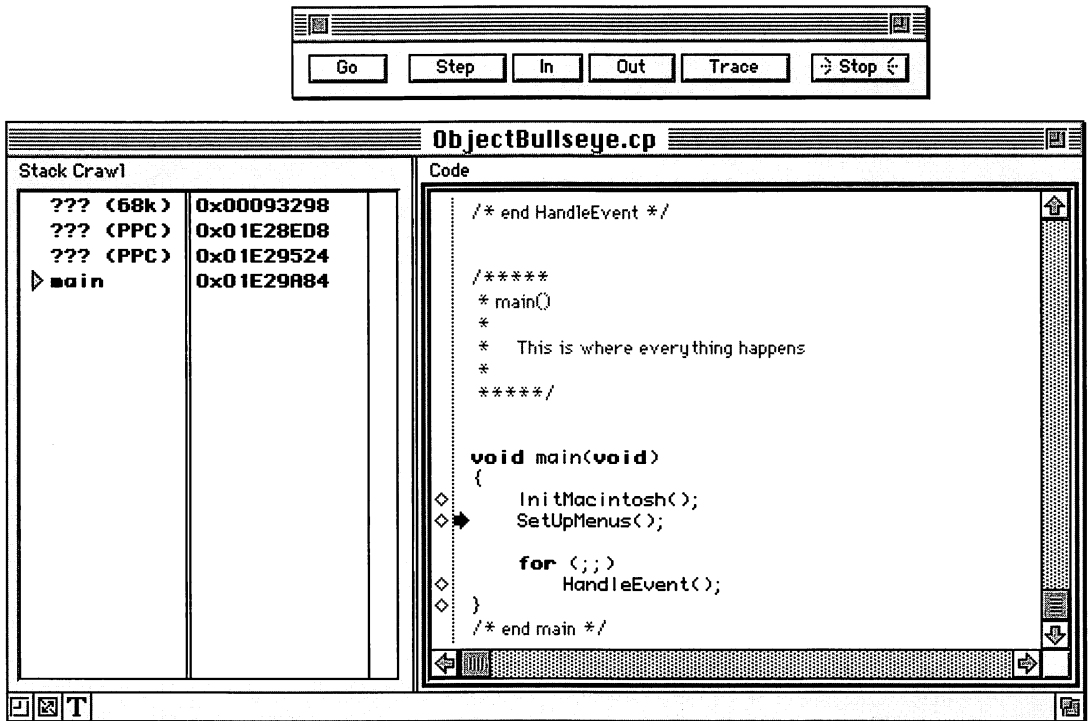 Go Step In Out Trace Stop
ObjectBullseye.cp
Stack Crawl
??? (68k) 0x00093298
??? (PPC) 0x01E28ED8
??? (PPC) 0x01E29524
main 0x01E29A84
Code
/* end HandleEvent */
/*****
* main()
*
* This is where everything happens
*
*****/
void main(void)
{
InitMacintosh();
SetUpMenus();
for (;;)
HandleEvent();
}
/* end main */
T